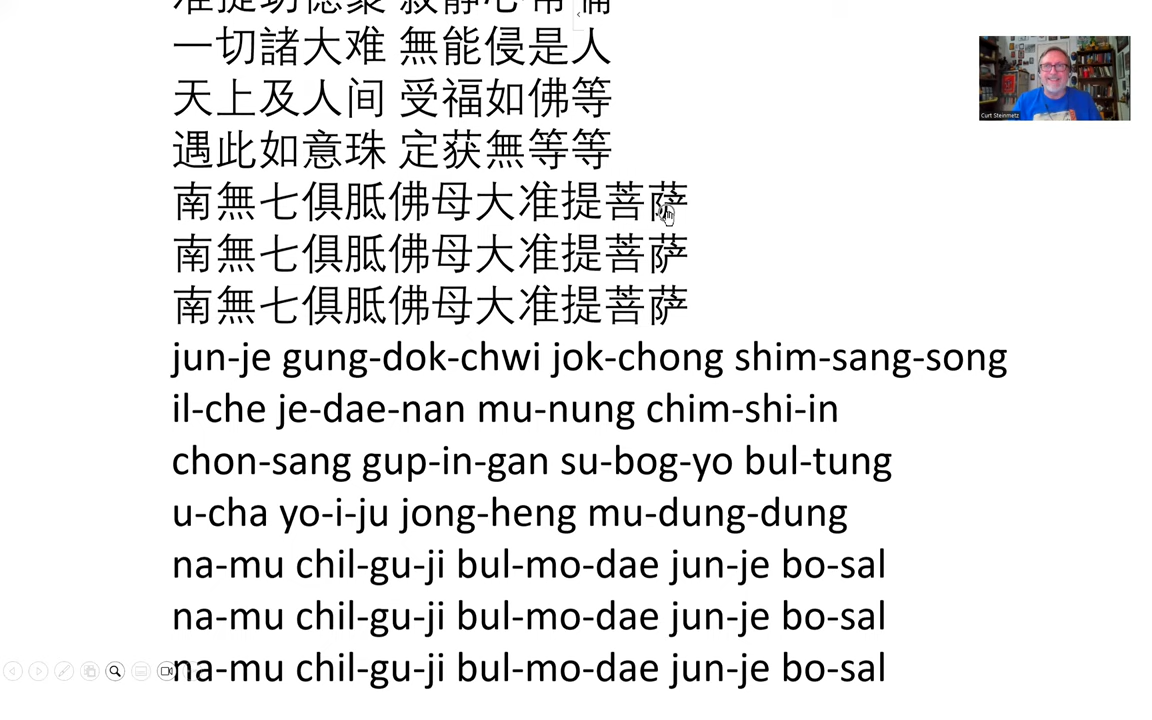 一切諸大难 無能侵是人
天上及人间 受福如佛等
遇此如意珠 定获無等等
南無七俱胝佛母大准提菩萨
南無七俱胝佛母大准提菩萨
南無七俱胝佛母大准提菩萨
jun-je gung-dok-chwi jok-chong shim-sang-song
il-che je-dae-nan mu-nung chim-shi-in
chon-sang gup-in-gan su-bog-yo bul-tung
u-cha yo-i-ju jong-heng mu-dung-dung
na-mu chil-gu-ji bul-mo-dae jun-je bo-sal
na-mu chil-gu-ji bul-mo-dae jun-je bo-sal
na-mu chil-gu-ji bul-mo-dae jun-je bo-sal
Curt Steinmetz